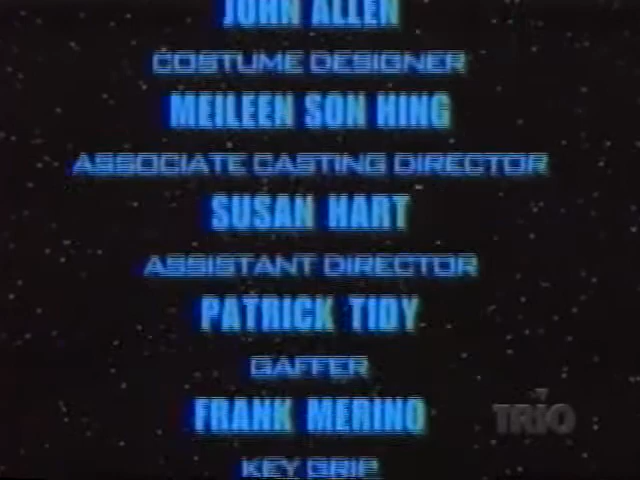 JOHN ALLEN
COSTUME DESIGNER
MEILEEN SON HING
ASSOCIATE CASTING DIRECTOR
SUSAN HART
ASSISTANT DIRECTOR
PATRICK TIDY
GAFFER
FRANK MERINO
TRIO
KEY GRIP